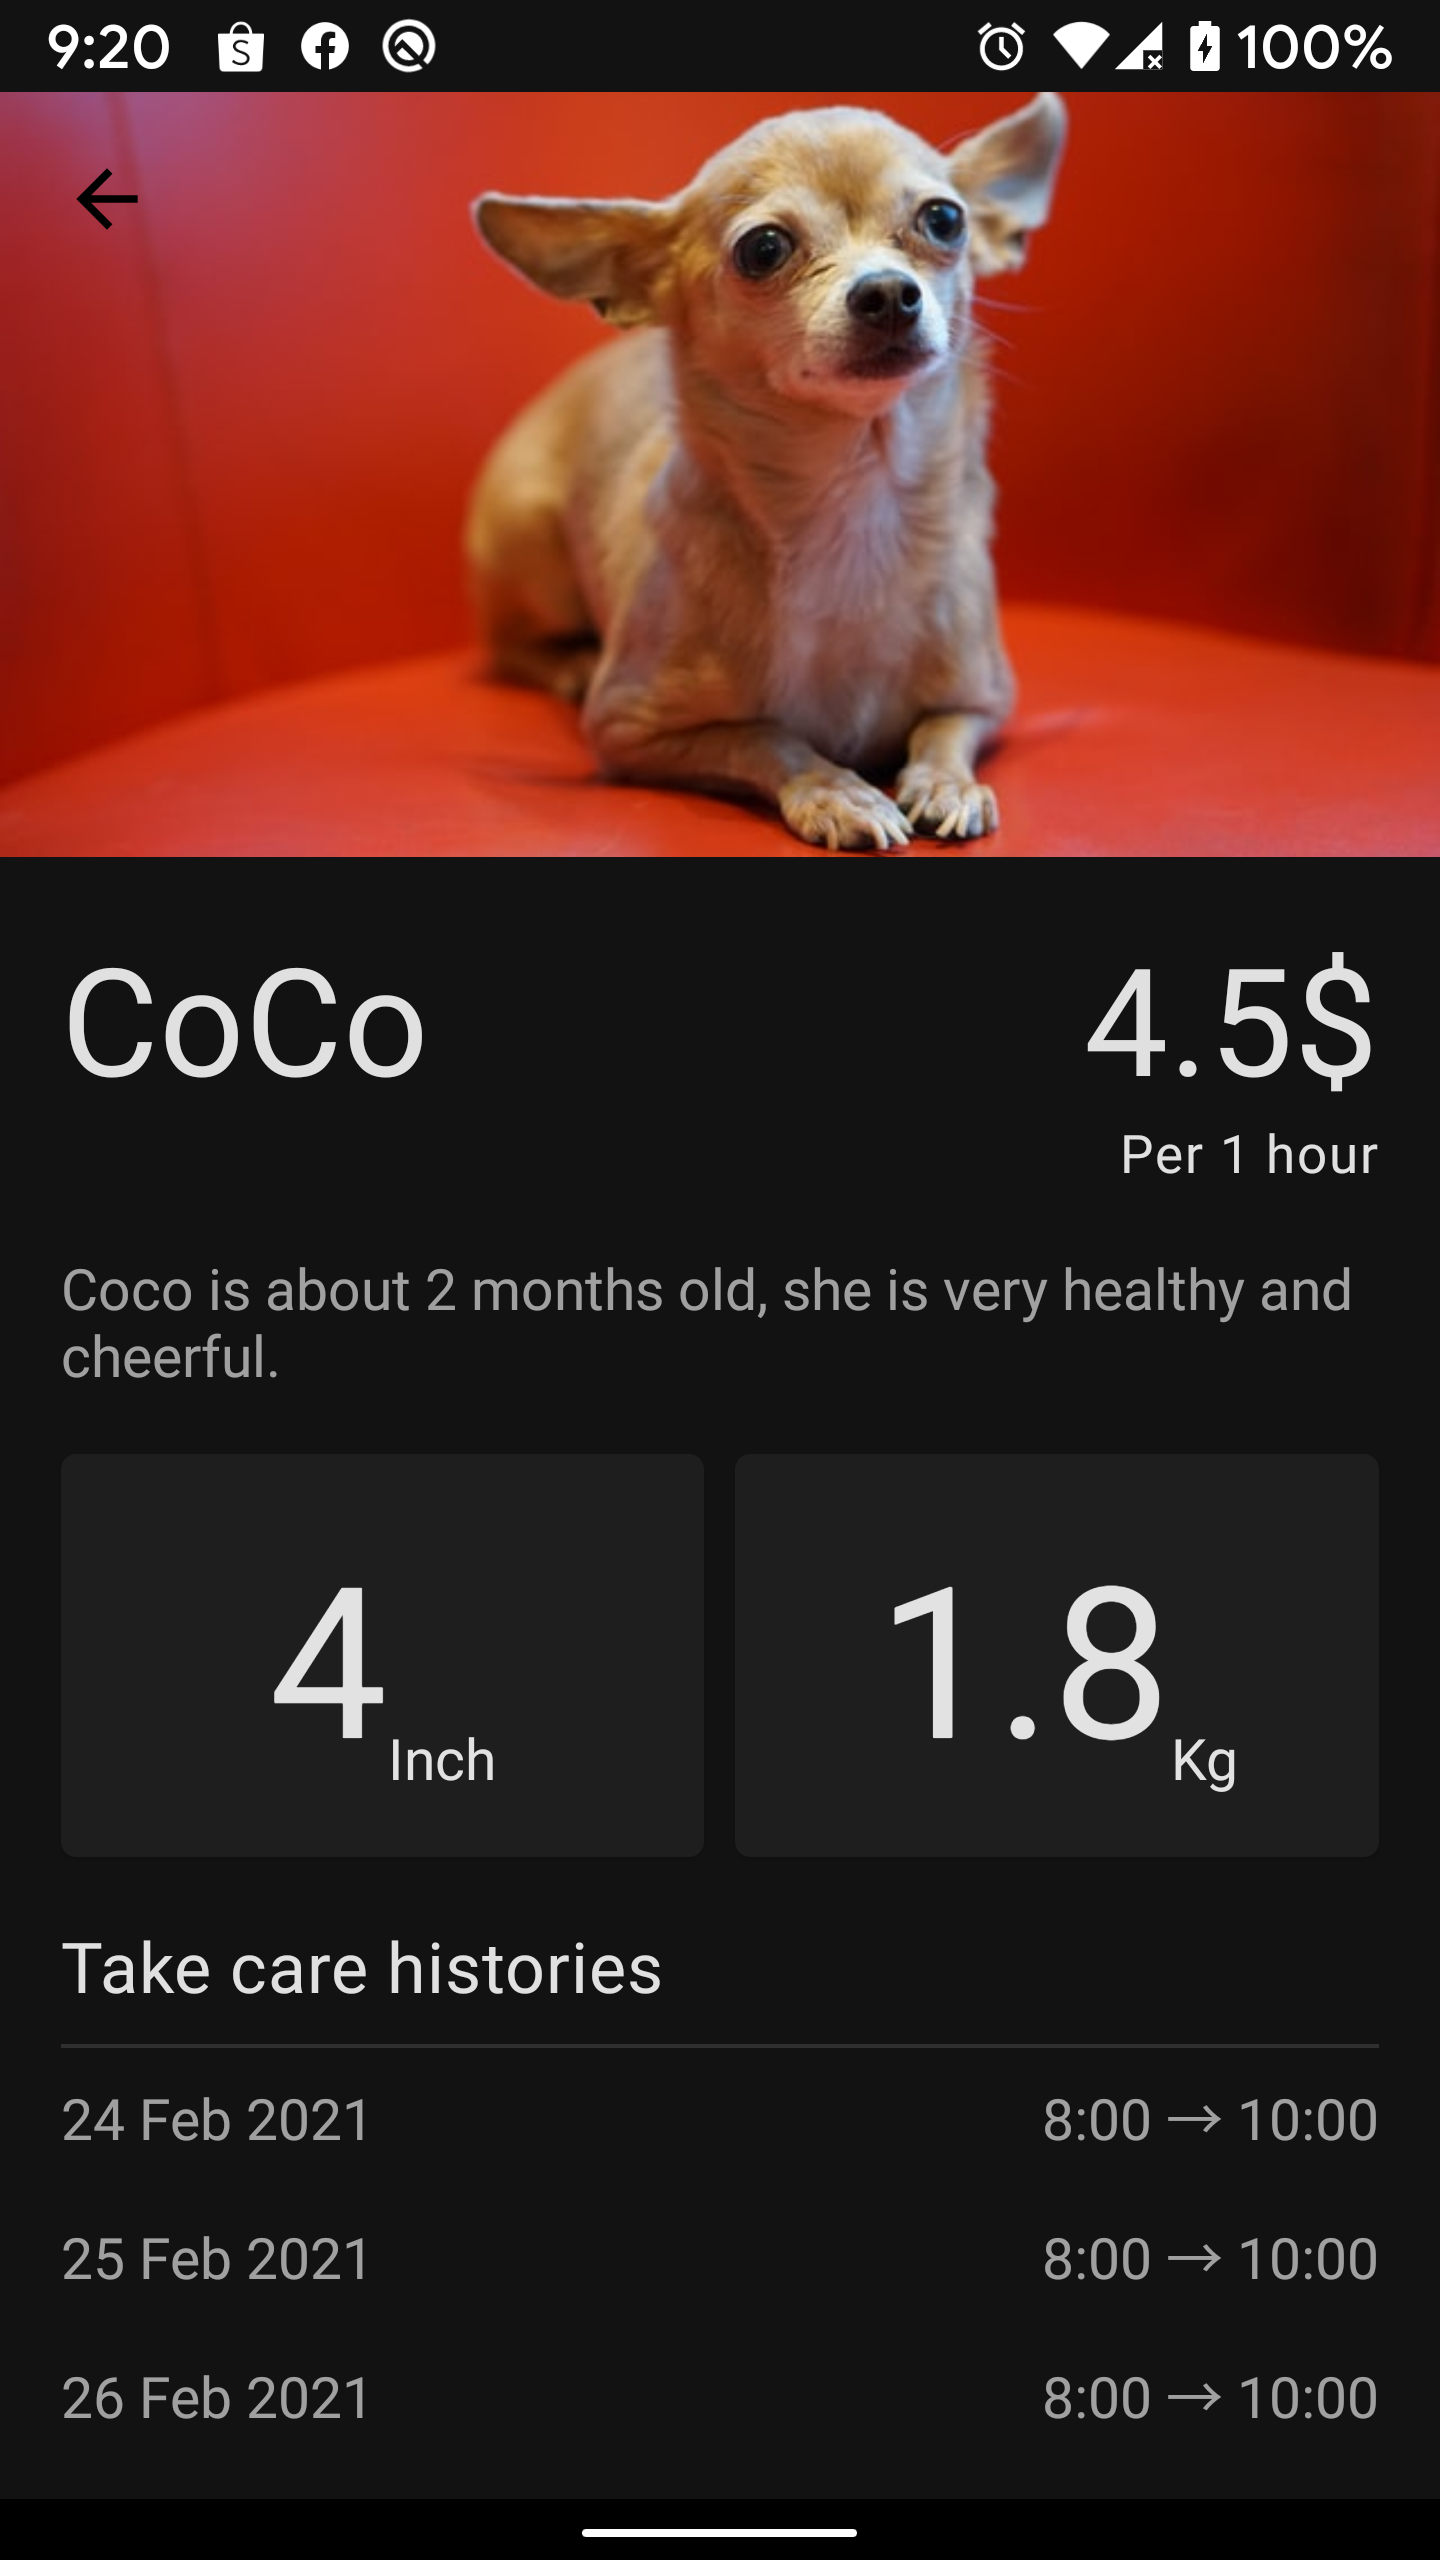 9:20 100%
CoCo 4.5$
Per 1 hour
Coco is about 2 months old, she is very healthy and
cheerful.
4 Inch 1.8 Kg
Take care histories
24 Feb 2021 8:00 → 10:00
25 Feb 2021 8:00 → 10:00
26 Feb 2021 8:00 → 10:00